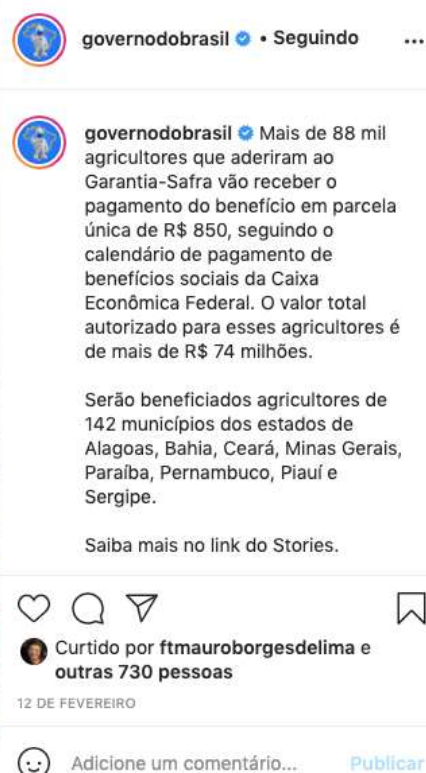 governodobrasil • Seguindo
...
governodobrasil Mais de 88 mil
agricultores que aderiram ao
Garantia-Safra vão receber o
pagamento do benefício em parcela
única de R$ 850, seguindo o
calendário de pagamento de
benefícios sociais da Caixa
Econômica Federal. O valor total
autorizado para esses agricultores é
de mais de R$ 74 milhões.
Serão beneficiados agricultores de
142 municípios dos estados de
Alagoas, Bahia, Ceará, Minas Gerais,
Paraíba, Pernambuco, Piauí e
Sergipe.
Saiba mais no link do Stories.
Curtido por ftmauroborgesdelima e
outras 730 pessoas
12 DE FEVEREIRO
Adicione um comentário... Publicar